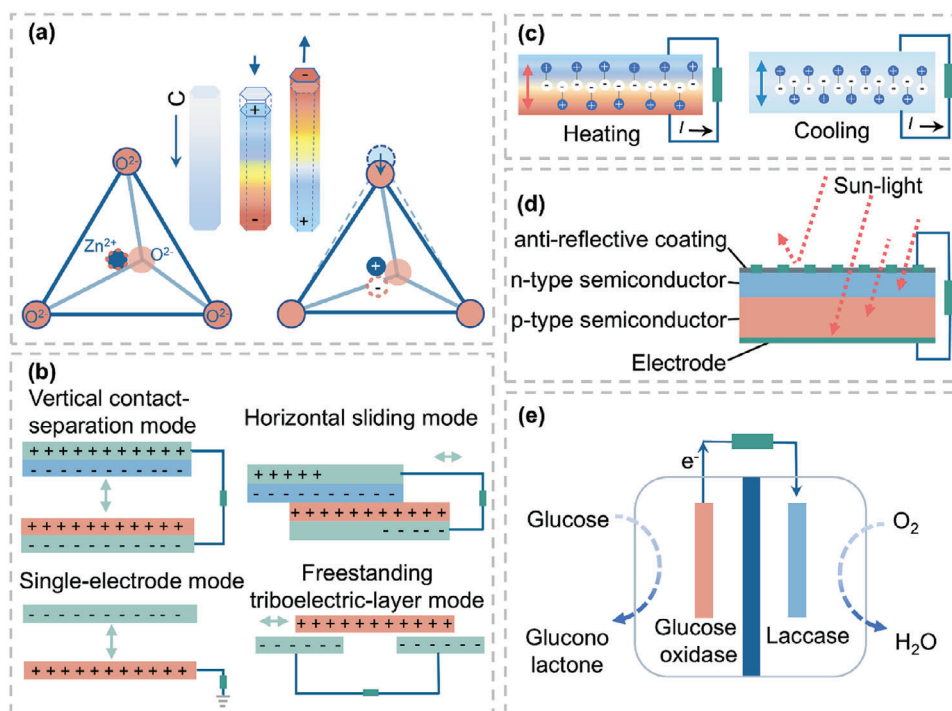 (a)
C
+
-
-
+
O²⁻
Zn²⁺
O²⁻
O²⁻
O²⁻
+
-
(b)
Vertical contact-
separation mode
+ + + + + + + + + + +
- - - - - - - - - - -
+ + + + + + + + + + +
- - - - - - - - - - -
Horizontal sliding mode
+ + + + +
- - - - - - - - - - -
+ + + + + + + + + + +
- - - - -
Single-electrode mode
- - - - - - - - - - -
+ + + + + + + + + + +
Freestanding
triboelectric-layer mode
+ + + + + + + + + + +
- - - - - -
- - - - - -
(c)
Heating
I
Cooling
I
(d)
Sun-light
anti-reflective coating
n-type semiconductor
p-type semiconductor
Electrode
(e)
e⁻
Glucose
O₂
Glucono
lactone
Glucose
oxidase
Laccase
H₂O